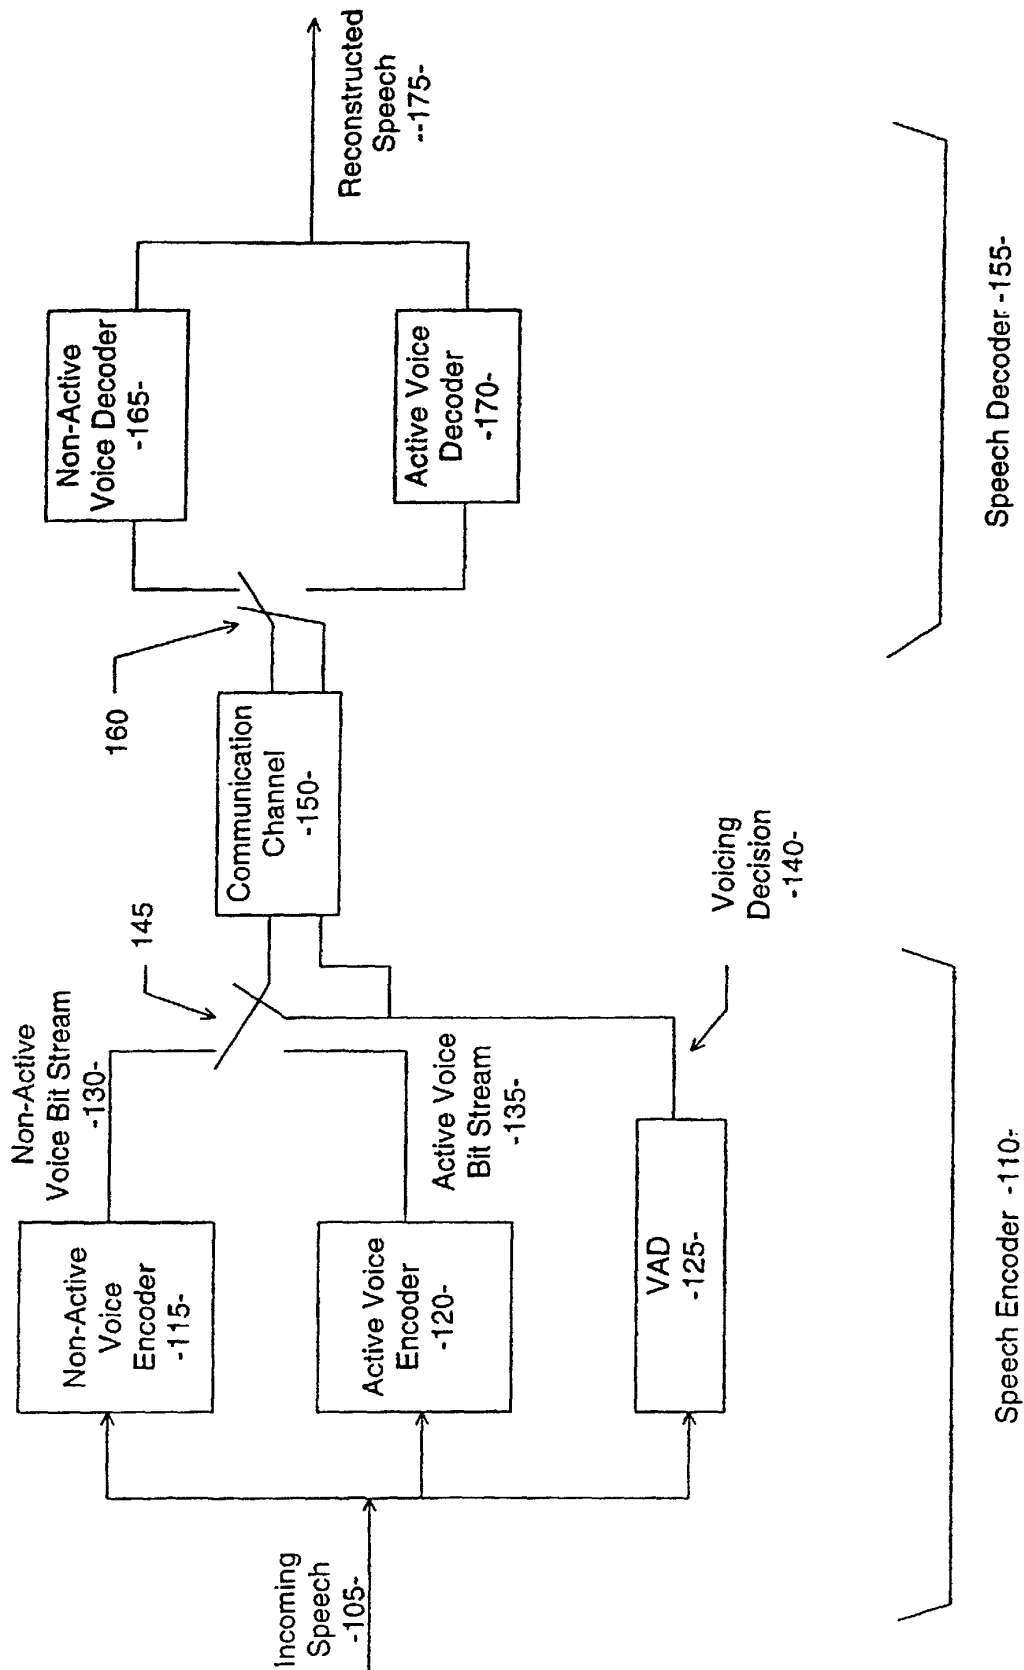 Incoming
Speech
-105-
Non-Active
Voice
Encoder
-115-
Active Voice
Encoder
-120-
VAD
-125-
Non-Active
Voice Bit Stream
-130-
Active Voice
Bit Stream
-135-
145
Voicing
Decision
-140-
Communication
Channel
-150-
160
Non-Active
Voice Decoder
-165-
Active Voice
Decoder
-170-
Reconstructed
Speech
--175-
Speech Encoder -110-
Speech Decoder -155-